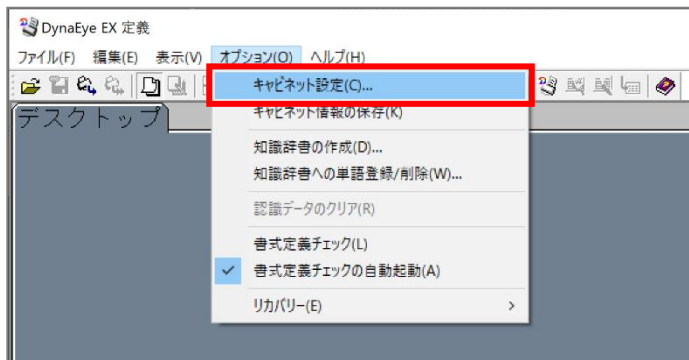 DynaEye EX 定義
ファイル(F) 編集(E) 表示(V) オプション(O) ヘルプ(H)
キャビネット設定(C)...
デスクトップ
キャビネット情報の保存(K)
知識辞書の作成(D)...
知識辞書への単語登録/削除(W)...
認識データのクリア(R)
書式定義チェック(L)
書式定義チェックの自動起動(A)
リカバリー(E)